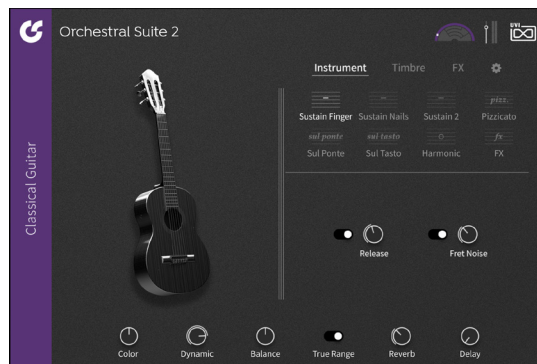 Orchestral Suite 2
UVI
Instrument Timbre FX
pizz.
Sustain Finger Sustain Nails Sustain 2 Pizzicato
sul ponte sul tasto fx
Sul Ponte Sul Tasto Harmonic FX
Classical Guitar
Release Fret Noise
Color Dynamic Balance True Range Reverb Delay